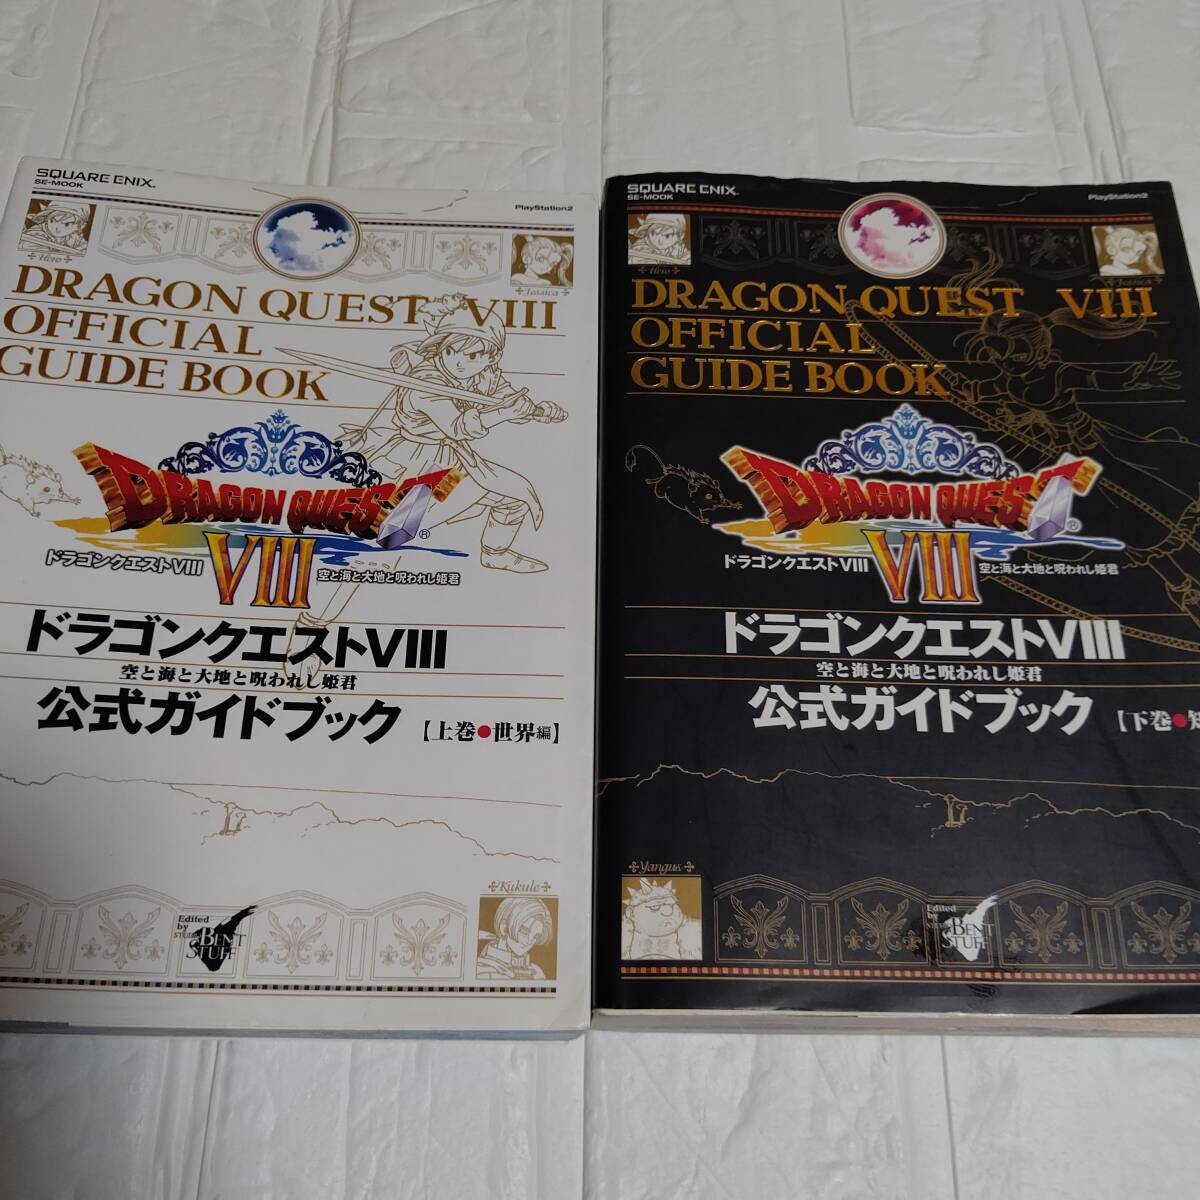 SQUARE ENIX.
SE-MOOK
PlayStation2
Hero
Jessica
DRAGON QUEST VIII
OFFICIAL
GUIDE BOOK
DRAGON QUEST
®
ドラゴンクエストVIII
VIII
空と海と大地と呪われし姫君
ドラゴンクエストVIII
空と海と大地と呪われし姫君
公式ガイドブック
【上巻●世界編】
Kukule
Edited
by
STUDIO
BENT
STUFF
SQUARE ENIX.
SE-MOOK
PlayStation2
Hero
Jessica
DRAGON QUEST VIII
OFFICIAL
GUIDE BOOK
DRAGON QUEST
®
ドラゴンクエストVIII
VIII
空と海と大地と呪われし姫君
ドラゴンクエストVIII
空と海と大地と呪われし姫君
公式ガイドブック
【下巻●知
Yangus
Edited
by
STUDIO
BENT
STUFF